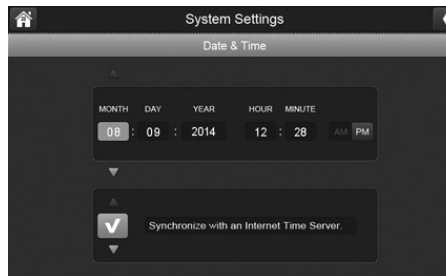 System Settings
Date & Time
MONTH DAY YEAR HOUR MINUTE
08 : 09 : 2014 12 : 28 AM PM
Synchronize with an Internet Time Server.